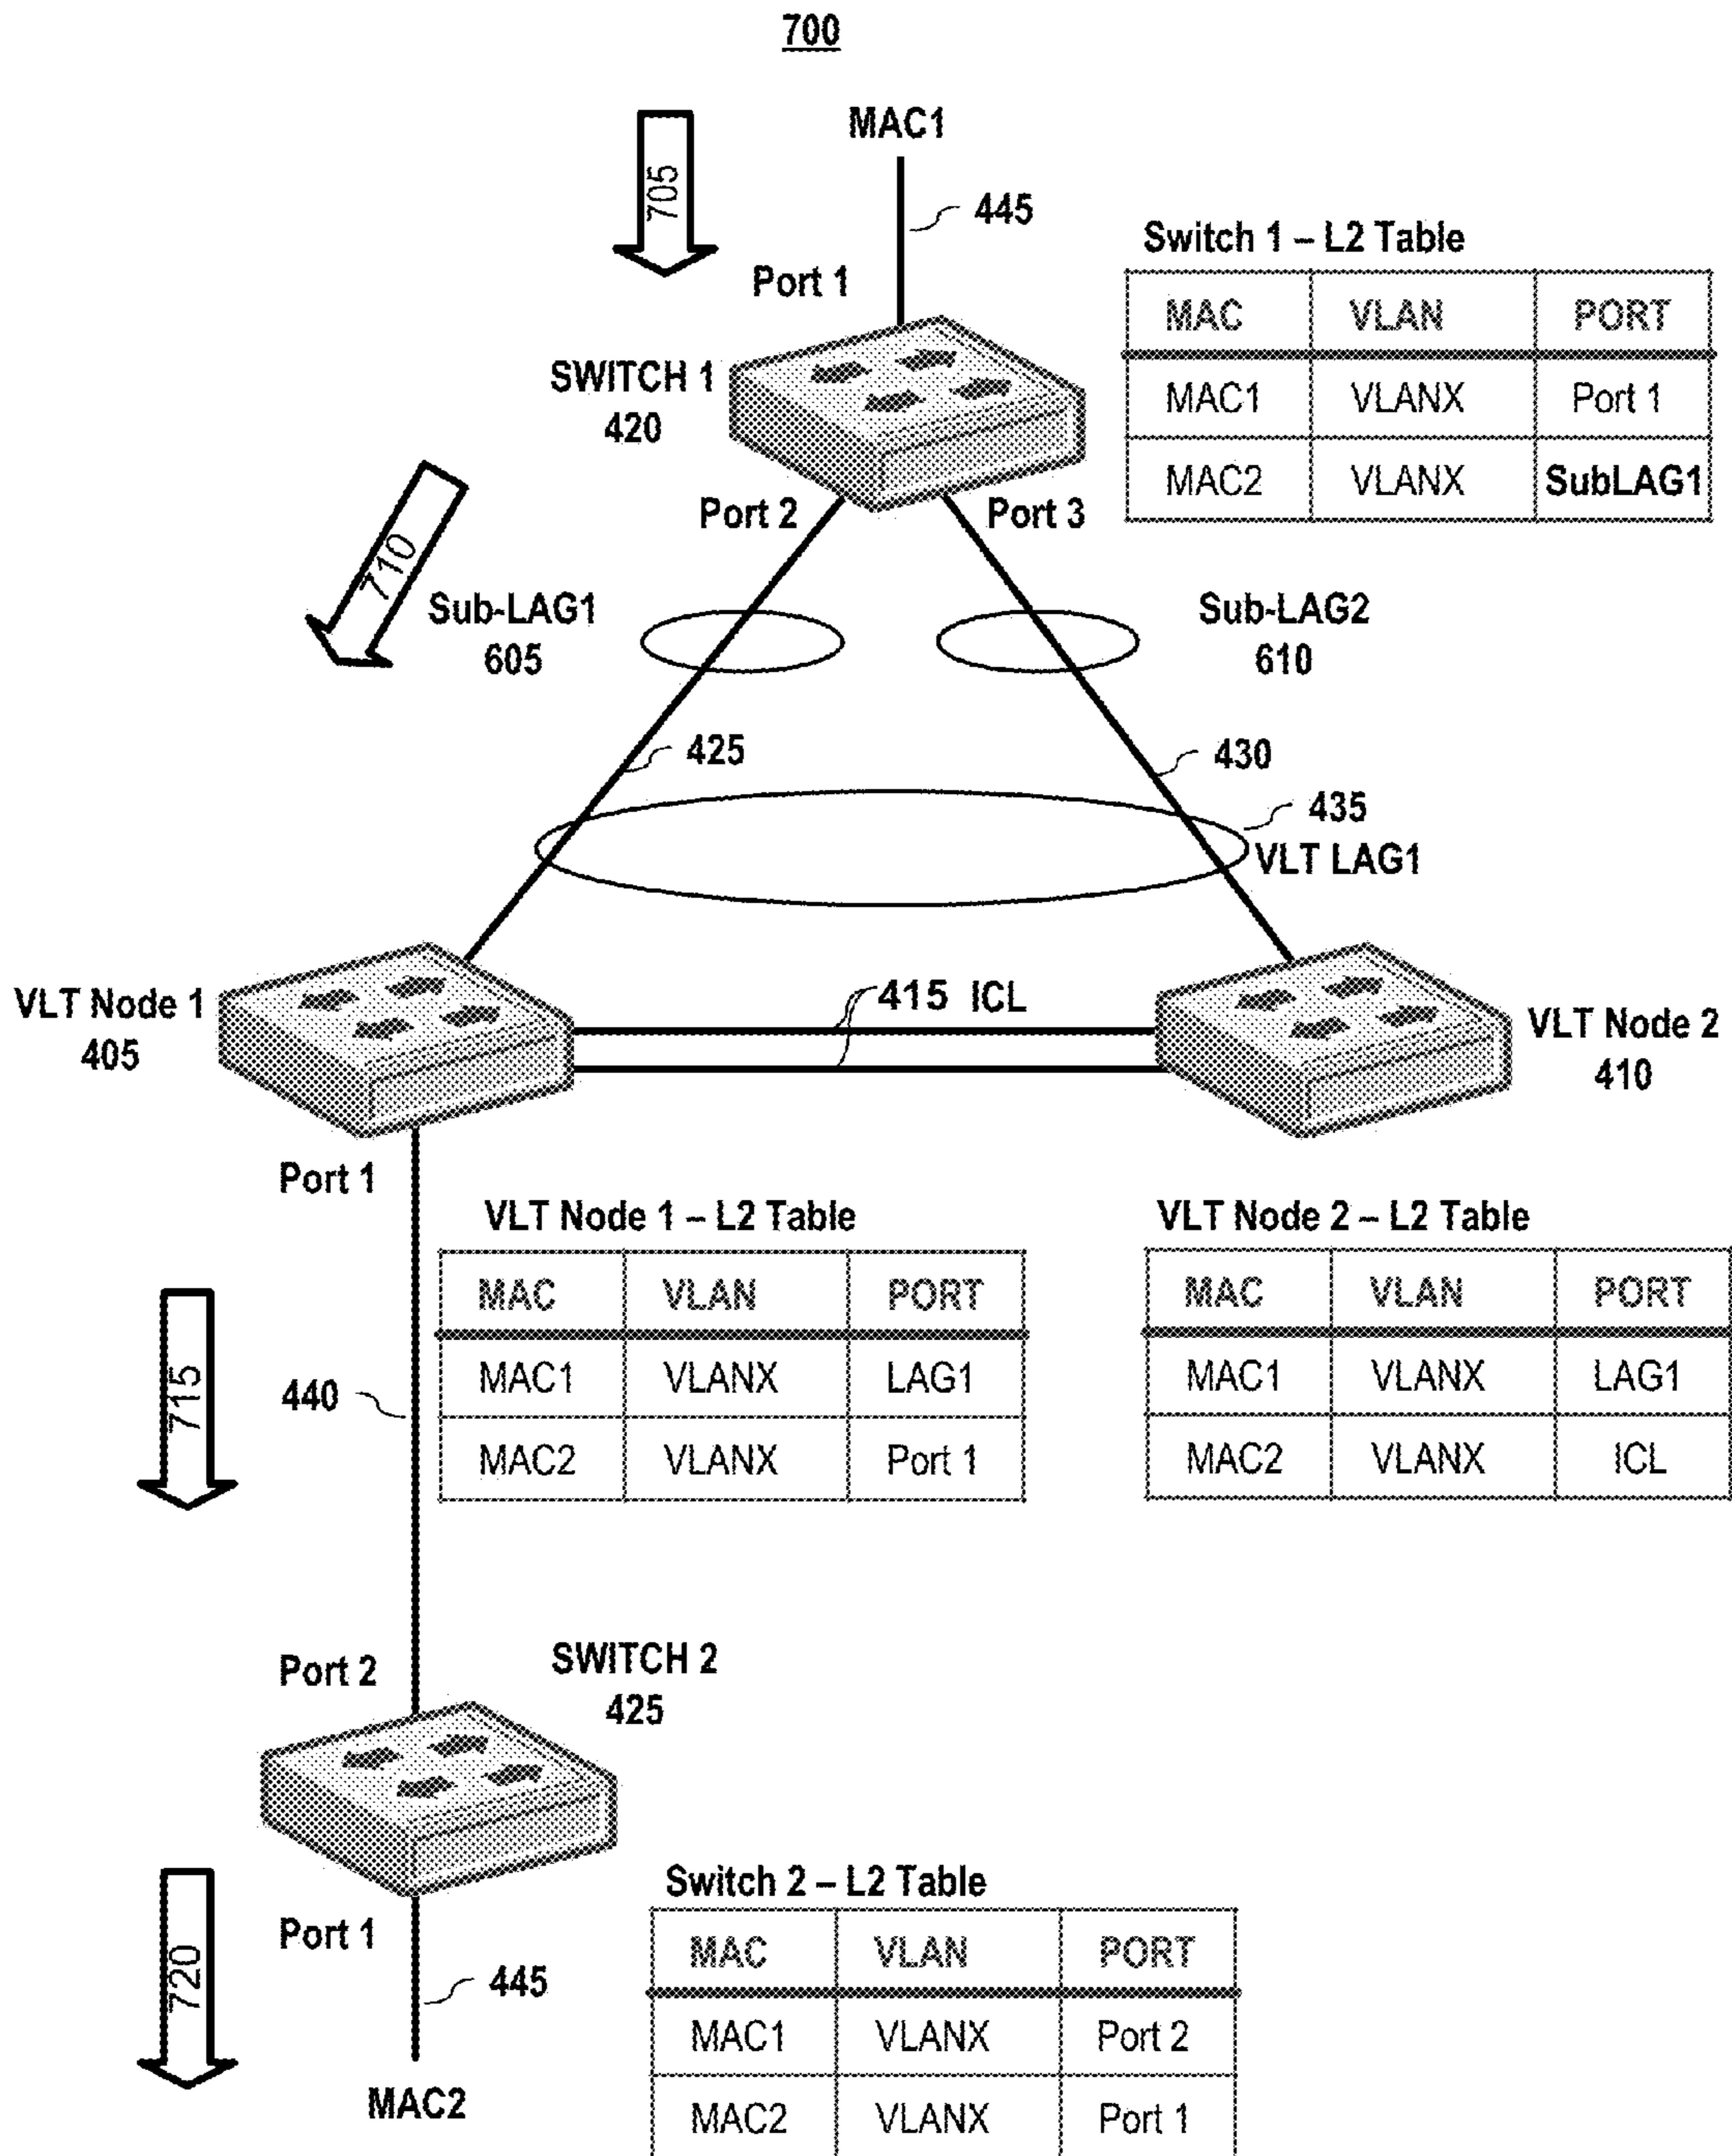 700
MAC1
705
445
Port 1
Switch 1 – L2 Table
MAC VLAN PORT
MAC1 VLANX Port 1
MAC2 VLANX SubLAG1
SWITCH 1
420
Port 2
Port 3
710
Sub-LAG1
605
Sub-LAG2
610
425
430
435
VLT LAG1
VLT Node 1
405
415 ICL
VLT Node 2
410
Port 1
VLT Node 1 – L2 Table
MAC VLAN PORT
MAC1 VLANX LAG1
MAC2 VLANX Port 1
VLT Node 2 – L2 Table
MAC VLAN PORT
MAC1 VLANX LAG1
MAC2 VLANX ICL
715
440
Port 2
SWITCH 2
425
Port 1
720
445
MAC2
Switch 2 – L2 Table
MAC VLAN PORT
MAC1 VLANX Port 2
MAC2 VLANX Port 1